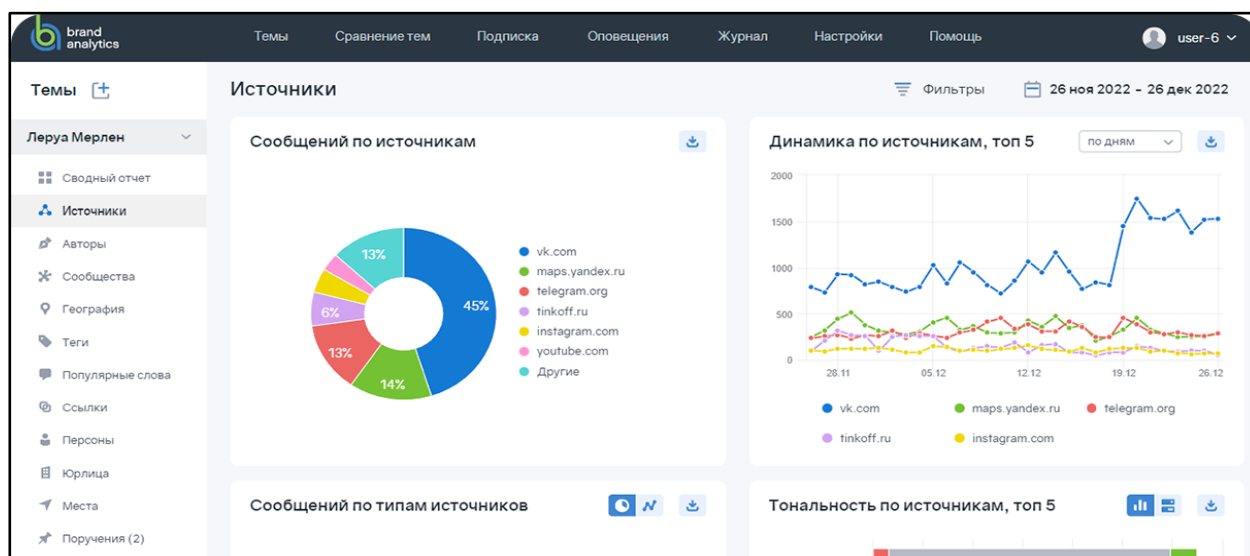 brand
analytics
Темы
Сравнение тем
Подписка
Оповещения
Журнал
Настройки
Помощь
user-6
Темы
Источники
Фильтры
26 ноя 2022 – 26 дек 2022
Леруа Мерлен
Сводный отчет
Источники
Авторы
Сообщества
География
Теги
Популярные слова
Ссылки
Персоны
Юрлица
Места
Поручения (2)
Сообщений по источникам
13%
6%
13%
14%
45%
vk.com
maps.yandex.ru
telegram.org
tinkoff.ru
instagram.com
youtube.com
Другие
Динамика по источникам, топ 5
по дням
2000
1500
1000
500
0
28.11
05.12
12.12
19.12
26.12
vk.com
maps.yandex.ru
telegram.org
tinkoff.ru
instagram.com
Сообщений по типам источников
Тональность по источникам, топ 5